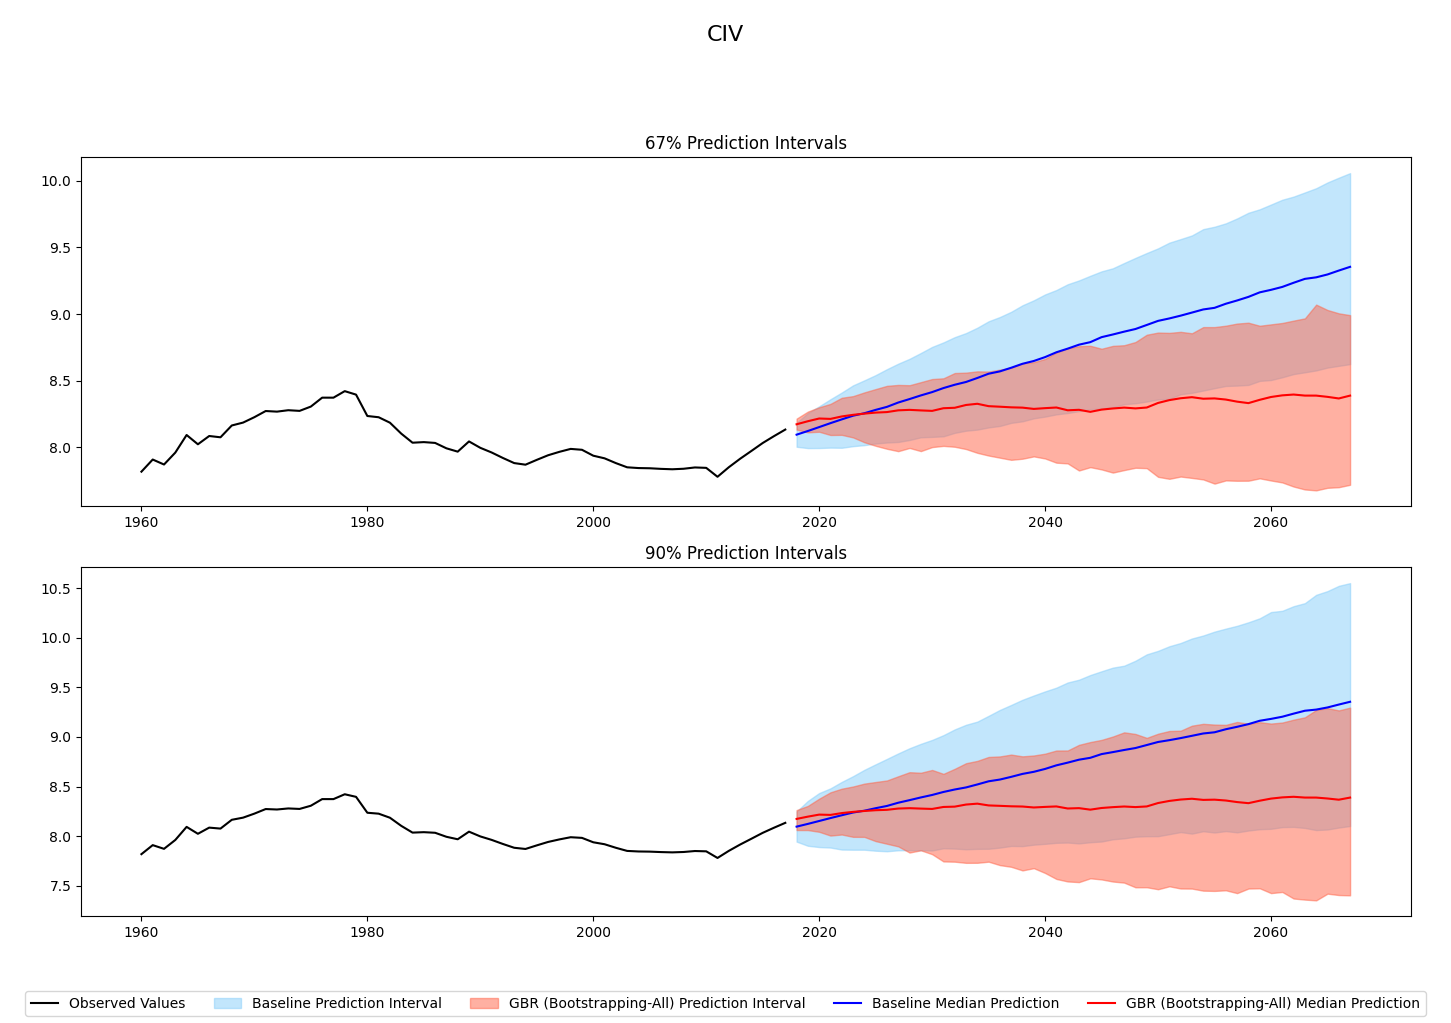 CIV
67% Prediction Intervals
10.0
9.5
9.0
8.5
8.0
1960 1980 2000 2020 2040 2060
90% Prediction Intervals
10.5
10.0
9.5
9.0
8.5
8.0
7.5
1960 1980 2000 2020 2040 2060
Observed Values Baseline Prediction Interval GBR (Bootstrapping-All) Prediction Interval Baseline Median Prediction GBR (Bootstrapping-All) Median Prediction